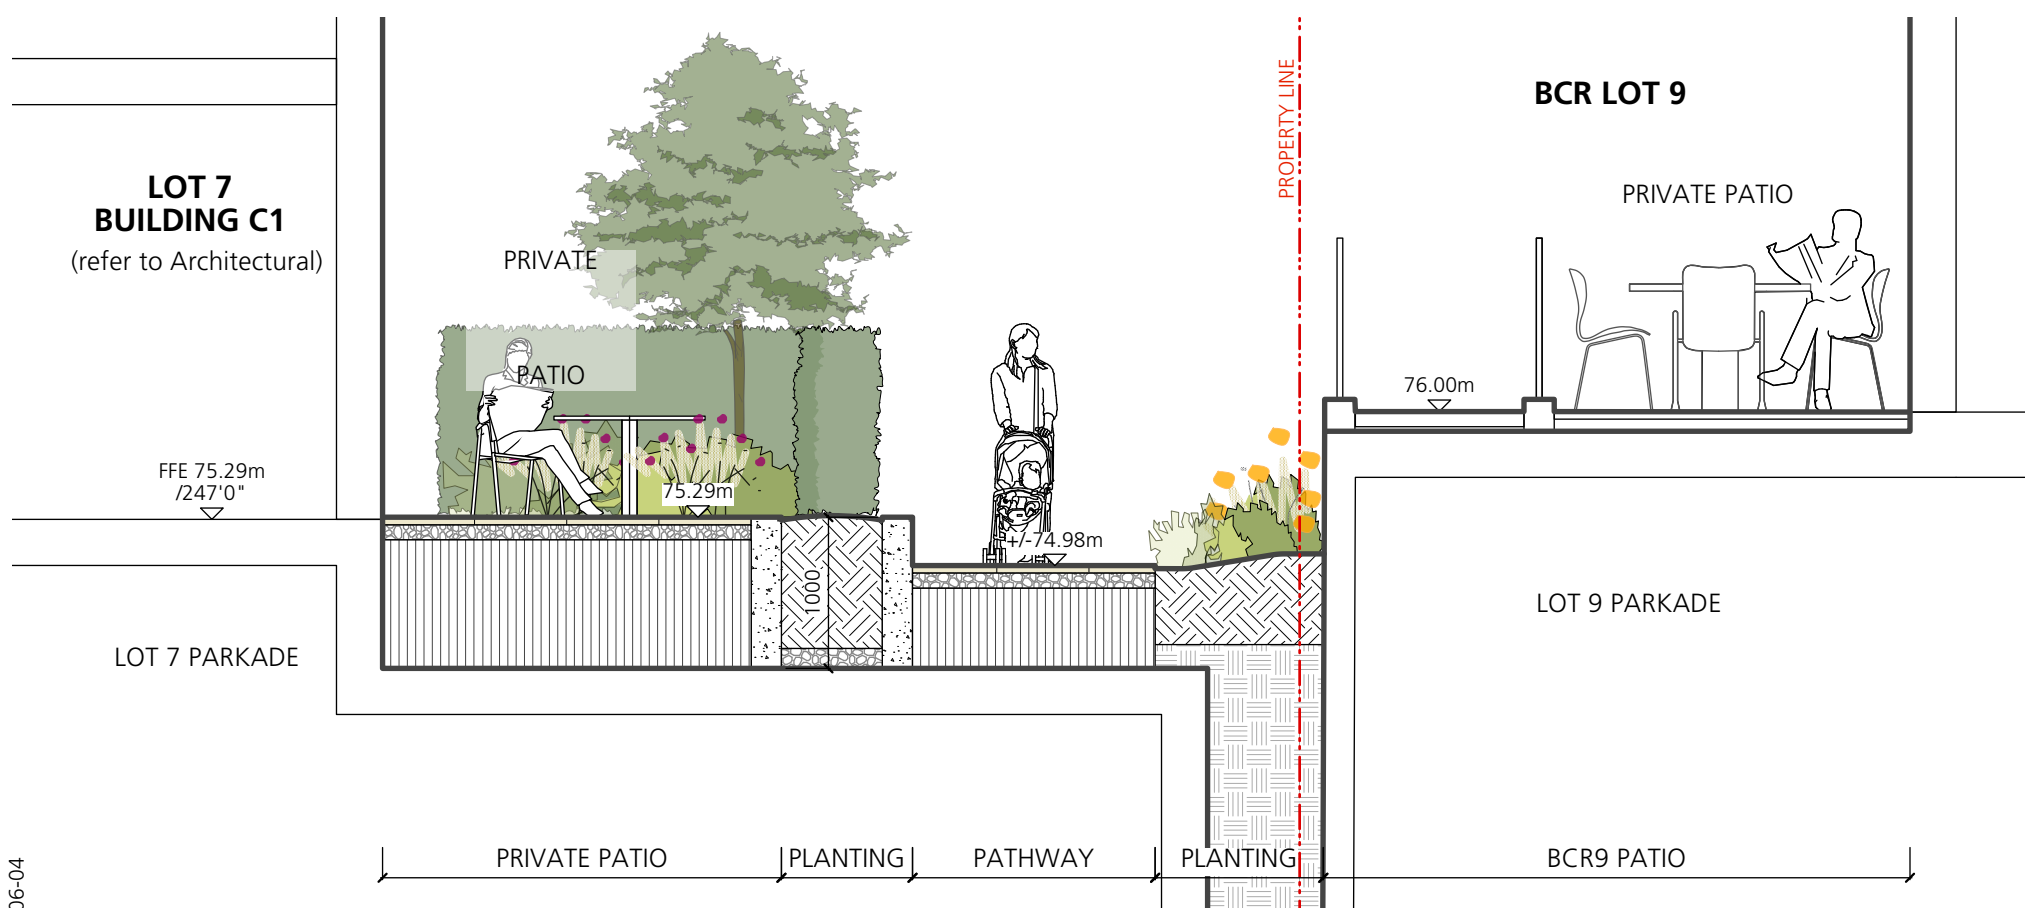 LOT 7
BUILDING C1
(refer to Architectural)
PRIVATE
PATIO
PROPERTY LINE
BCR LOT 9
PRIVATE PATIO
76.00m
FFE 75.29m
/247'0"
75.29m
+/-74.98m
1000
LOT 7 PARKADE
LOT 9 PARKADE
PRIVATE PATIO
PLANTING
PATHWAY
PLANTING
BCR9 PATIO
06-04